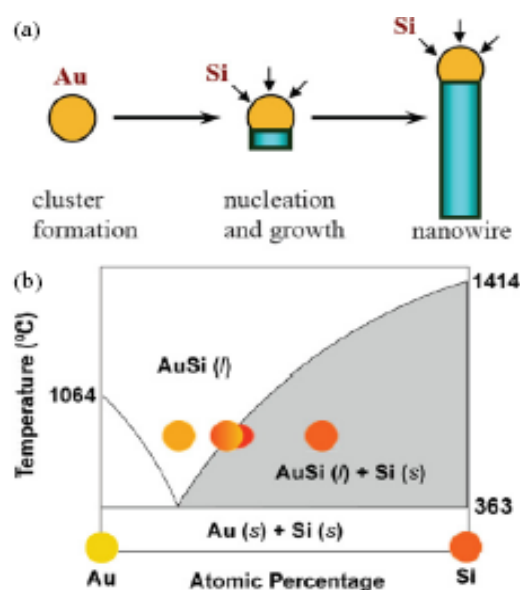 (a)
Au
Si
Si
cluster
formation
nucleation
and growth
nanowire
(b)
1414
AuSi (l)
1064
Temperature (ºC)
AuSi (l) + Si (s)
363
Au (s) + Si (s)
Au
Atomic Percentage
Si